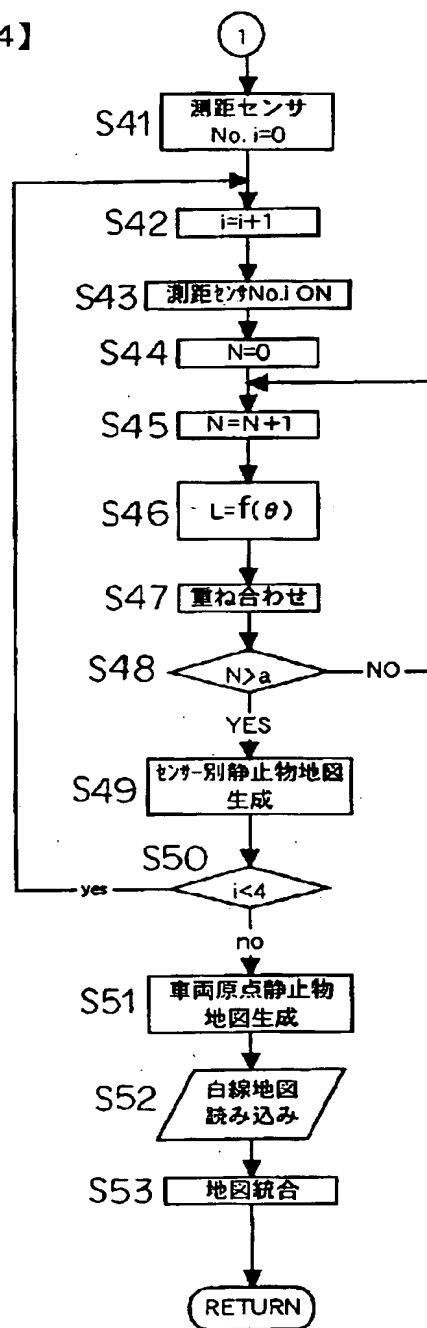 4】
1
S41
測距センサ
No. i=0
S42
i=i+1
S43
測距センサNo.i ON
S44
N=0
S45
N=N+1
S46
L=f(θ)
S47
重ね合わせ
S48
N>a
NO
YES
S49
センサー別静止物地図
生成
S50
i<4
yes
no
S51
車両原点静止物
地図生成
S52
白線地図
読み込み
S53
地図統合
RETURN